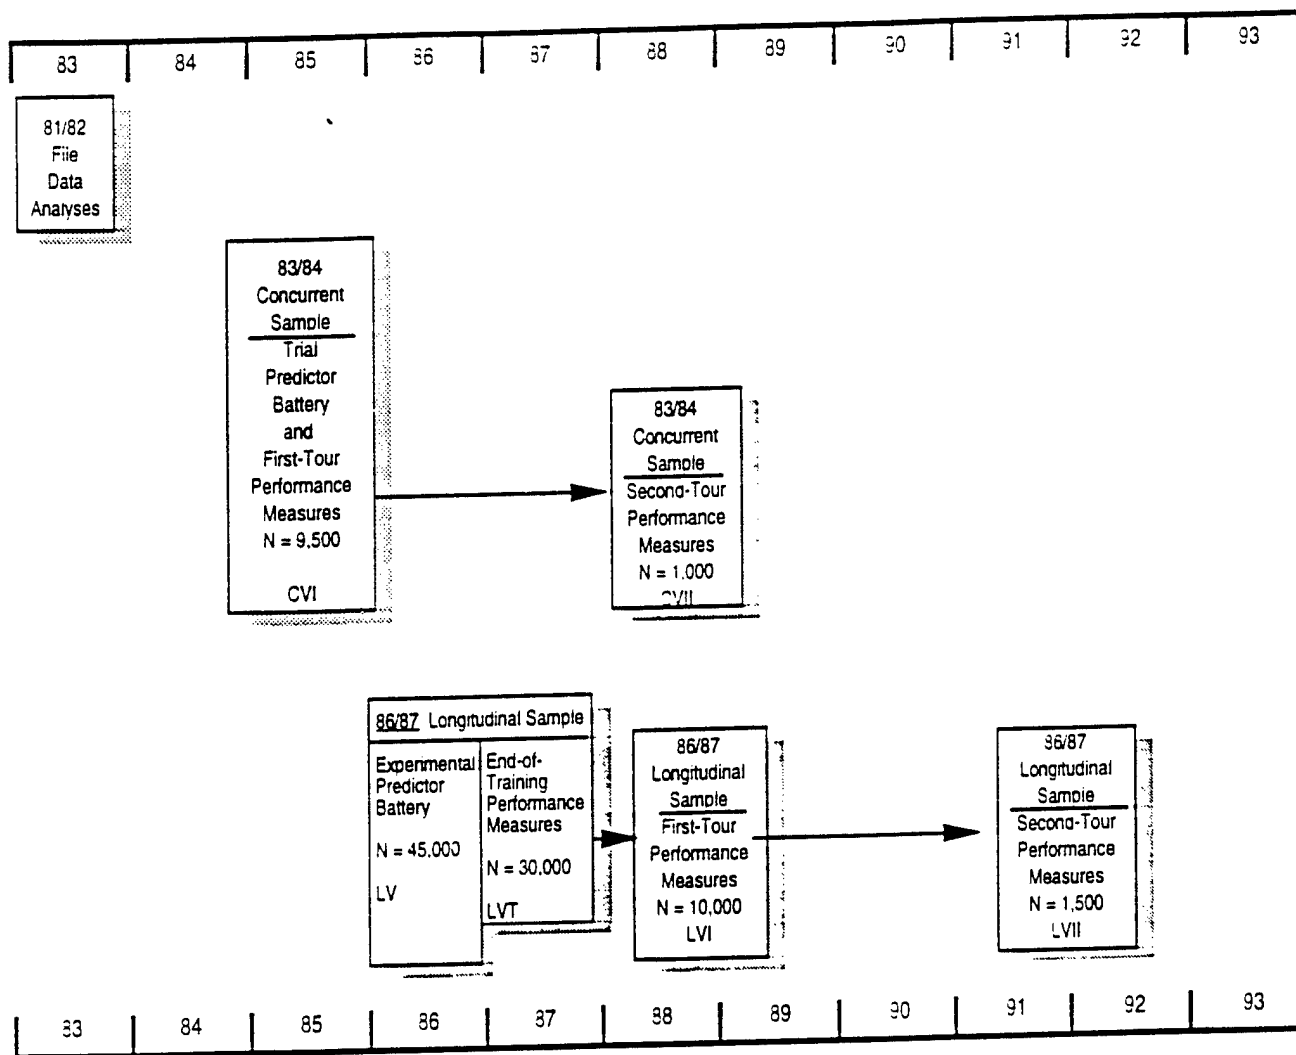 83 84 85 86 87 88 89 90 91 92 93
81/82
File
Data
Analyses
83/84
Concurrent
Sample
Trial
Predictor
Battery
and
First-Tour
Performance
Measures
N = 9,500
CVI
83/84
Concurrent
Sample
Second-Tour
Performance
Measures
N = 1,000
CVII
86/87 Longitudinal Sample
Experimental
Predictor
Battery
N = 45,000
LV
End-of-
Training
Performance
Measures
N = 30,000
LVT
86/87
Longitudinal
Sample
First-Tour
Performance
Measures
N = 10,000
LVI
86/87
Longitudinal
Sample
Second-Tour
Performance
Measures
N = 1,500
LVII
83 84 85 86 87 88 89 90 91 92 93